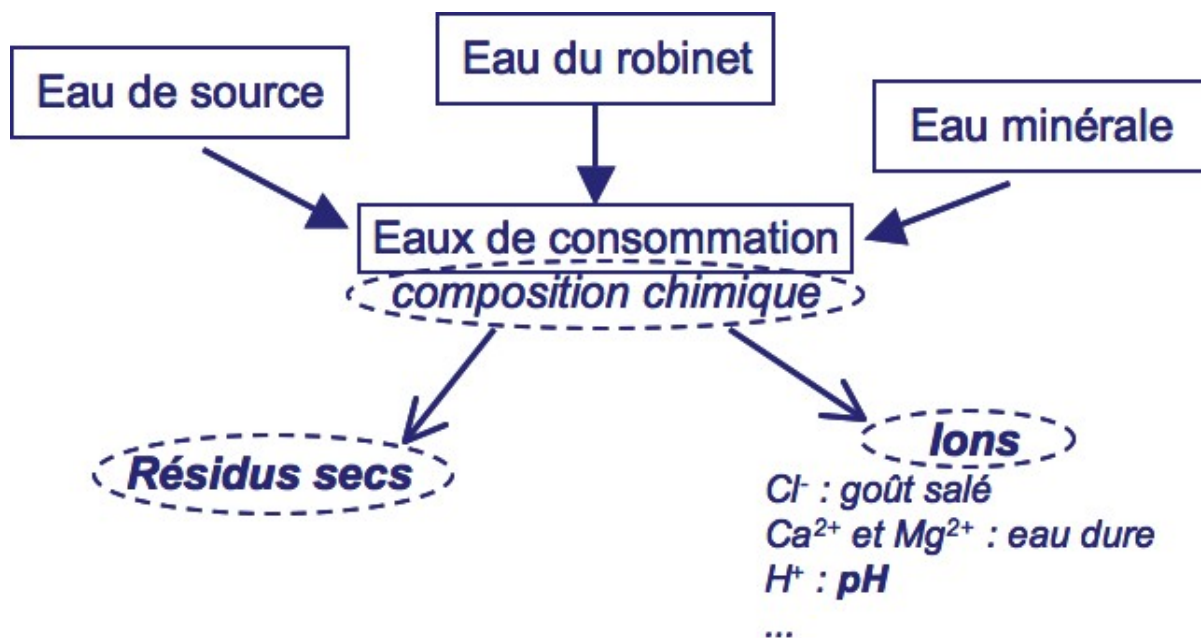 Eau de source
Eau du robinet
Eau minérale
Eaux de consommation
composition chimique
Résidus secs
Ions
Cl⁻ : goût salé
Ca²⁺ et Mg²⁺ : eau dure
H⁺ : pH
...